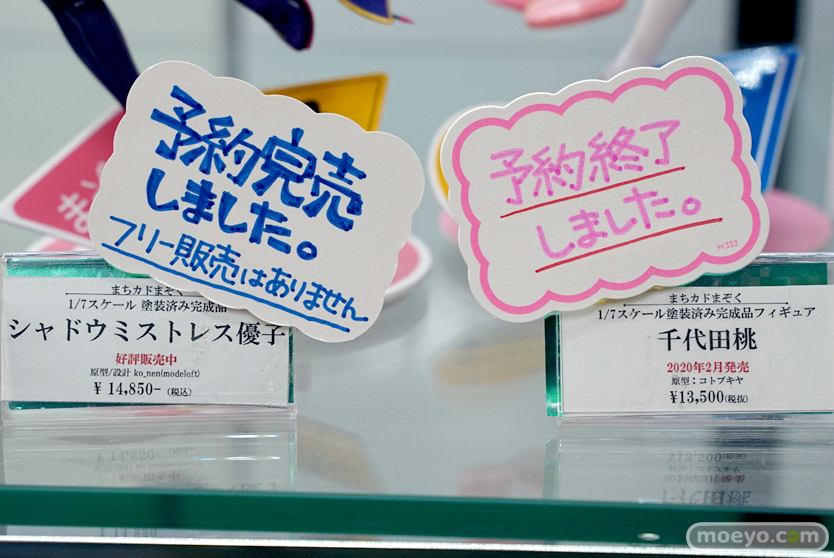 予約完売
しました。
フリー販売はありません
予約終了
しました。
H333
まちカドまぞく
1/7スケール 塗装済み完成品
シャドウミストレス優子
好評販売中
原型/設計 ko_nen(modeloft)
¥ 14,850-(税込)
まちカドまぞく
1/7スケール 塗装済み完成品フィギュア
千代田桃
2020年2月発売
原型:コトブキヤ
¥13,500(税抜)
moeyo.com